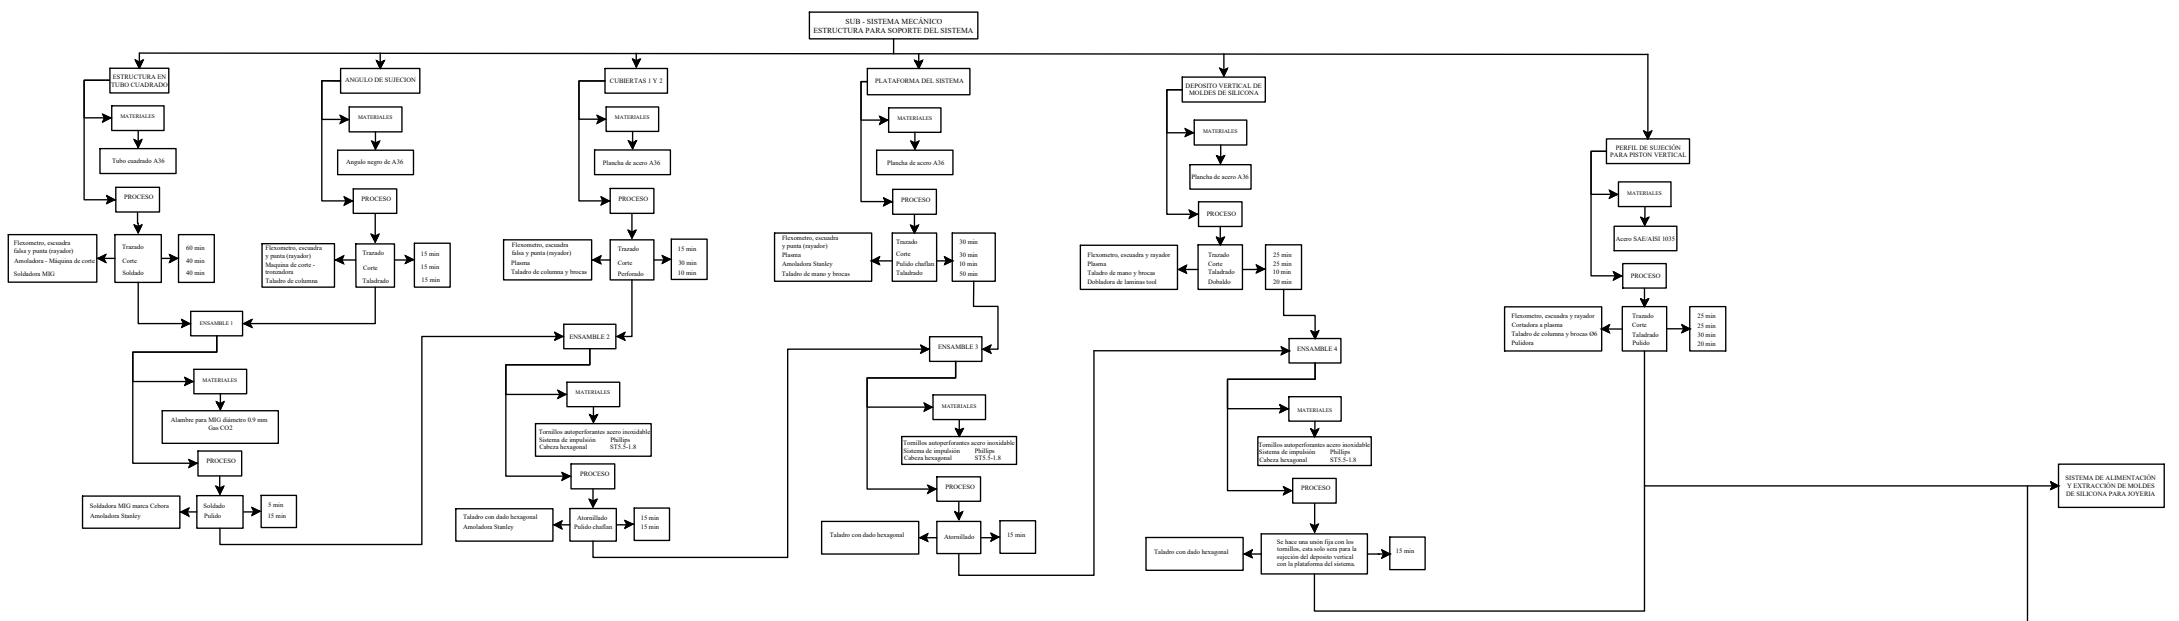 SUB - SISTEMA MECÁNICO
ESTRUCTURA PARA SOPORTE DEL SISTEMA
ESTRUCTURA EN
TUBO CUADRADO
MATERIALES
Tubo cuadrado A36
PROCESO
Flexometro, escuadra
falsa y punta (rayador)
Amoladora - Máquina de corte
Soldadora MIG
Trazado
Corte
Soldado
60 min
40 min
40 min
ANGULO DE SUJECION
MATERIALES
Angulo negro de A36
PROCESO
Flexometro, escuadra
y punta (rayador)
Maquina de corte -
tronzadora
Taladro de columna
Trazado
Corte
Taladrado
15 min
15 min
15 min
ENSAMBLE 1
MATERIALES
Alambre para MIG diámetro 0.9 mm
Gas CO2
PROCESO
Soldadora MIG marca Cebora
Amoladora Stanley
Soldado
Pulido
5 min
15 min
CUBIERTAS 1 Y 2
MATERIALES
Plancha de acero A36
PROCESO
Flexometro, escuadra
falsa y punta (rayador)
Plasma
Taladro de columna y brocas
Trazado
Corte
Perforado
15 min
30 min
10 min
ENSAMBLE 2
MATERIALES
Tornillos autoperforantes acero inoxidable
Sistema de impulsión Phillips
Cabeza hexagonal ST5.5-1.8
PROCESO
Taladro con dado hexagonal
Amoladora Stanley
Atornillado
Pulido chaflan
15 min
15 min
PLATAFORMA DEL SISTEMA
MATERIALES
Plancha de acero A36
PROCESO
Flexometro, escuadra
y punta (rayador)
Plasma
Amoladora Stanley
Taladro de mano y brocas
Trazado
Corte
Pulido chaflan
Taladrado
30 min
30 min
10 min
50 min
ENSAMBLE 3
MATERIALES
Tornillos autoperforantes acero inoxidable
Sistema de impulsión Phillips
Cabeza hexagonal ST5.5-1.8
PROCESO
Taladro con dado hexagonal
Atornillado
15 min
DEPOSITO VERTICAL DE
MOLDES DE SILICONA
MATERIALES
Plancha de acero A36
PROCESO
Flexometro, escuadra y rayador
Plasma
Taladro de mano y brocas
Dobladora de laminas tool
Trazado
Corte
Taladrado
Dobaldo
25 min
25 min
10 min
20 min
ENSAMBLE 4
MATERIALES
Tornillos autoperforantes acero inoxidable
Sistema de impulsión Phillips
Cabeza hexagonal ST5.5-1.8
PROCESO
Taladro con dado hexagonal
Se hace una unón fija con los
tornillos, esta solo sera para la
sujeción del deposito vertical
con la plataforma del sistema.
15 min
PERFIL DE SUJECIÓN
PARA PISTON VERTICAL
MATERIALES
Acero SAE/AISI 1035
PROCESO
Flexometro, escuadra y rayador
Cortadora a plasma
Taladro de columna y brocas Ø6
Pulidora
Trazado
Corte
Taladrado
Pulido
25 min
25 min
30 min
20 min
SISTEMA DE ALIMENTACIÓN
Y EXTRACCIÓN DE MOLDES
DE SILICONA PARA JOYERIA